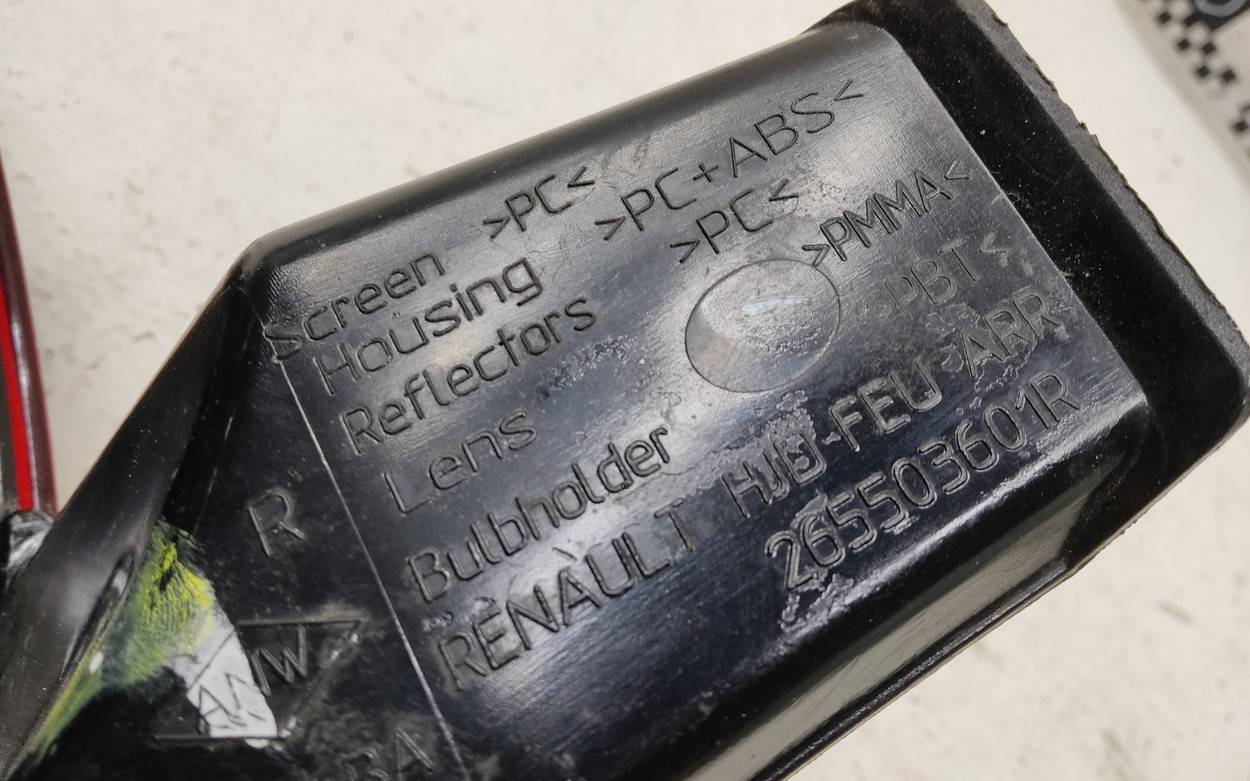 Screen >PC<
Housing >PC+ABS<
Reflectors >PC<
Lens >PMMA<
Bulbholder PBT<
RENAULT HJD-FEU ARR
265503601R
R